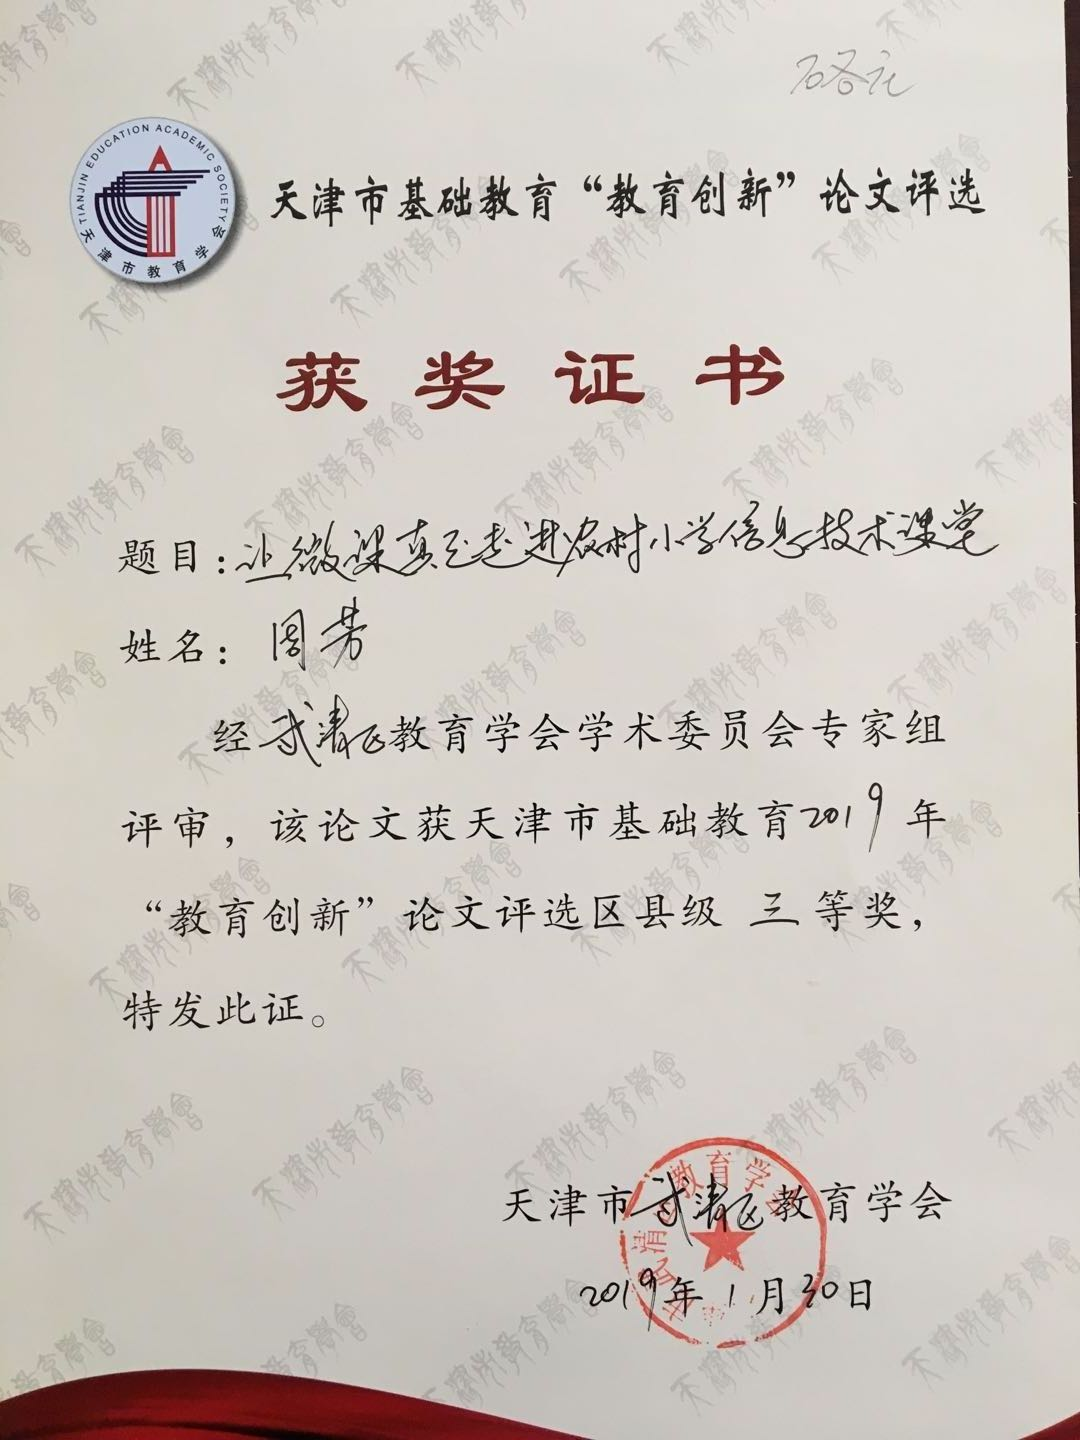 石各庄
TIANJIN EDUCATION ACADEMIC SOCIETY
天津市教育学会
天津市基础教育“教育创新”论文评选
获奖证书
题目:让微课真正走进农村小学信息技术课堂
姓名:周芳
经武清区教育学会学术委员会专家组
评审,该论文获天津市基础教育2019年
“教育创新”论文评选区县级 三等奖,
特发此证。
天津市武清区教育学会
2019年1月30日